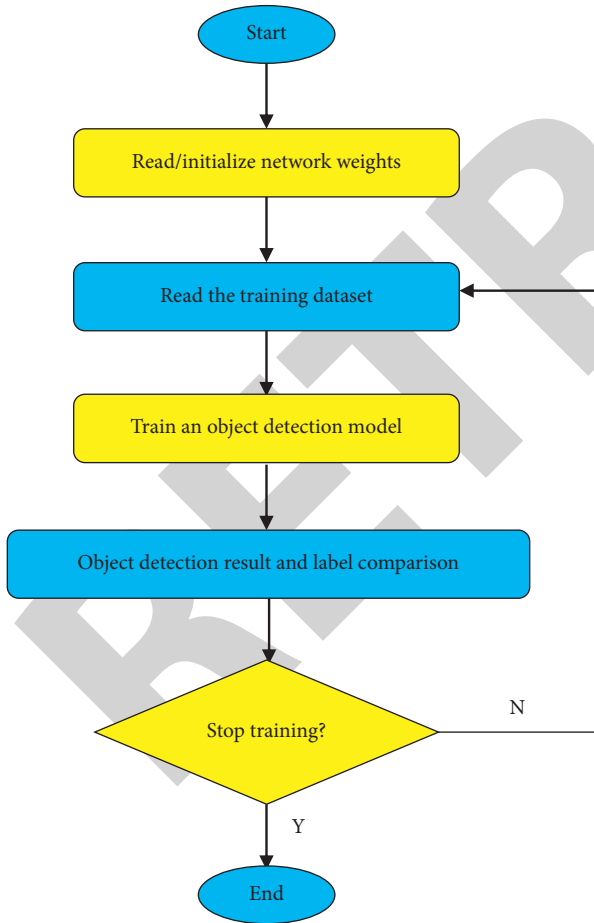 Start
Read/initialize network weights
Read the training dataset
Train an object detection model
Object detection result and label comparison
Stop training?
N
Y
End
RETR